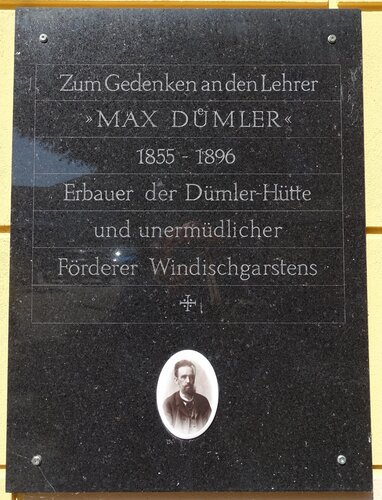 Zum Gedenken an den Lehrer
»MAX DÜMLER«
1855 - 1896
Erbauer der Dümler-Hütte
und unermüdlicher
Förderer Windischgarstens